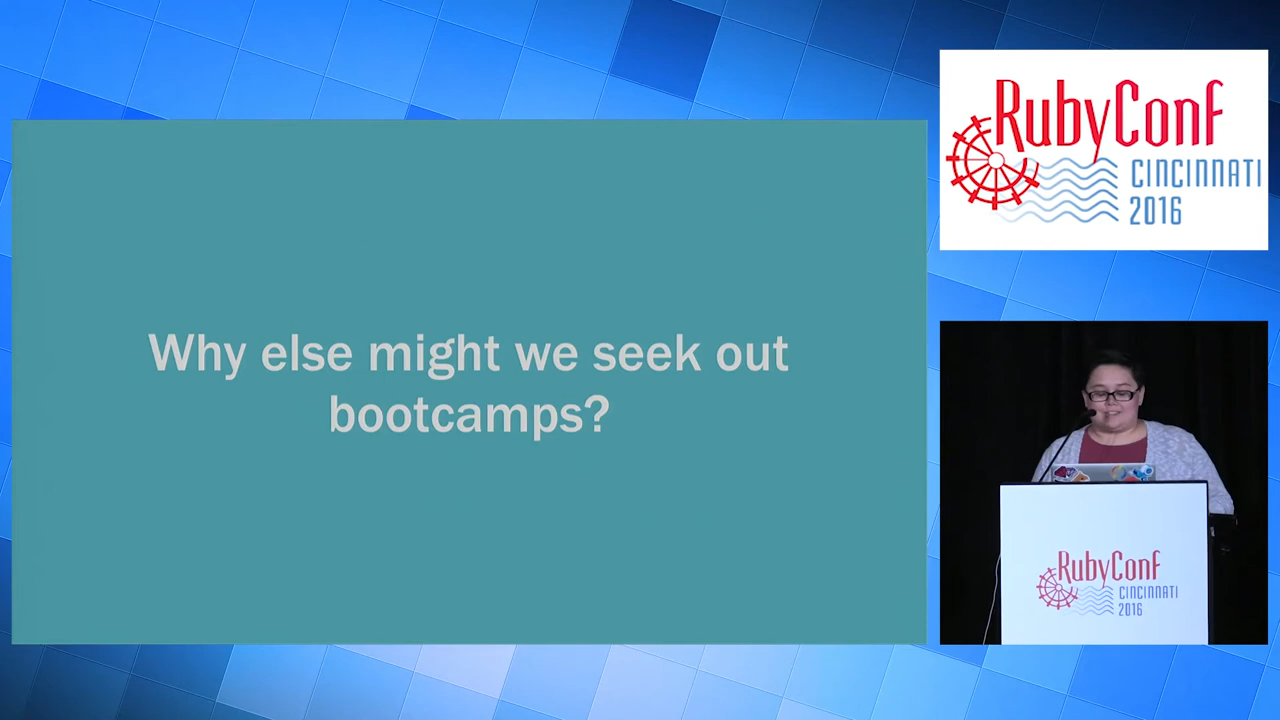 Why else might we seek out
bootcamps?
RubyConf
CINCINNATI
2016
RubyConf
CINCINNATI
2016